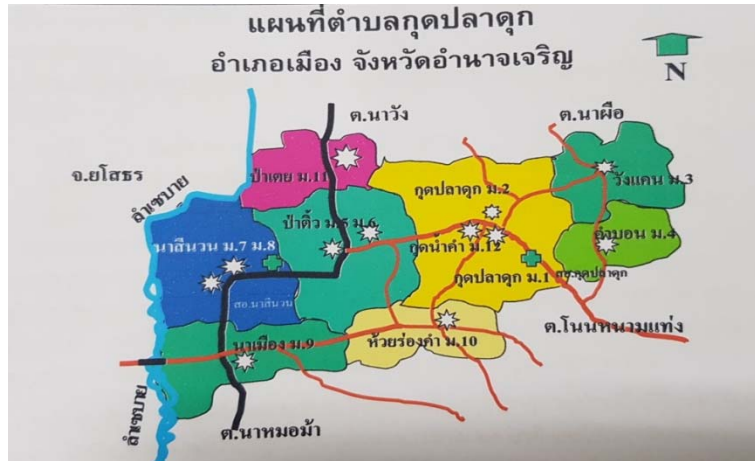 แผนที่ตำบลกุดปลาดุก
อำเภอเมือง จังหวัดอำนาจเจริญ
N
ต.นาวัง
ต.นาผือ
จ.ยโสธร
ลำเซบาย
ป่าเตย ม.11
กุดปลาดุก ม.2
วังแคน ม.3
ป่าติ้ว ม.5 ม.6
นาสีนวน ม.7 ม.8
กุดน้ำคำ ม.12
ม.4
กุดปลาดุก ม.1
สอ.กุดปลาดุก
สอ.นาสีนวน
ต.โนนหนามแท่ง
นาเมือง ม.9
ห้วยร่องคำ ม.10
ลำเซบาย
ต.นาหมอม้า